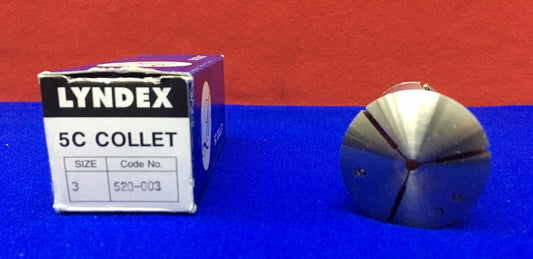 LYNDEX
5C COLLET
SIZE Code No.
3 520-003